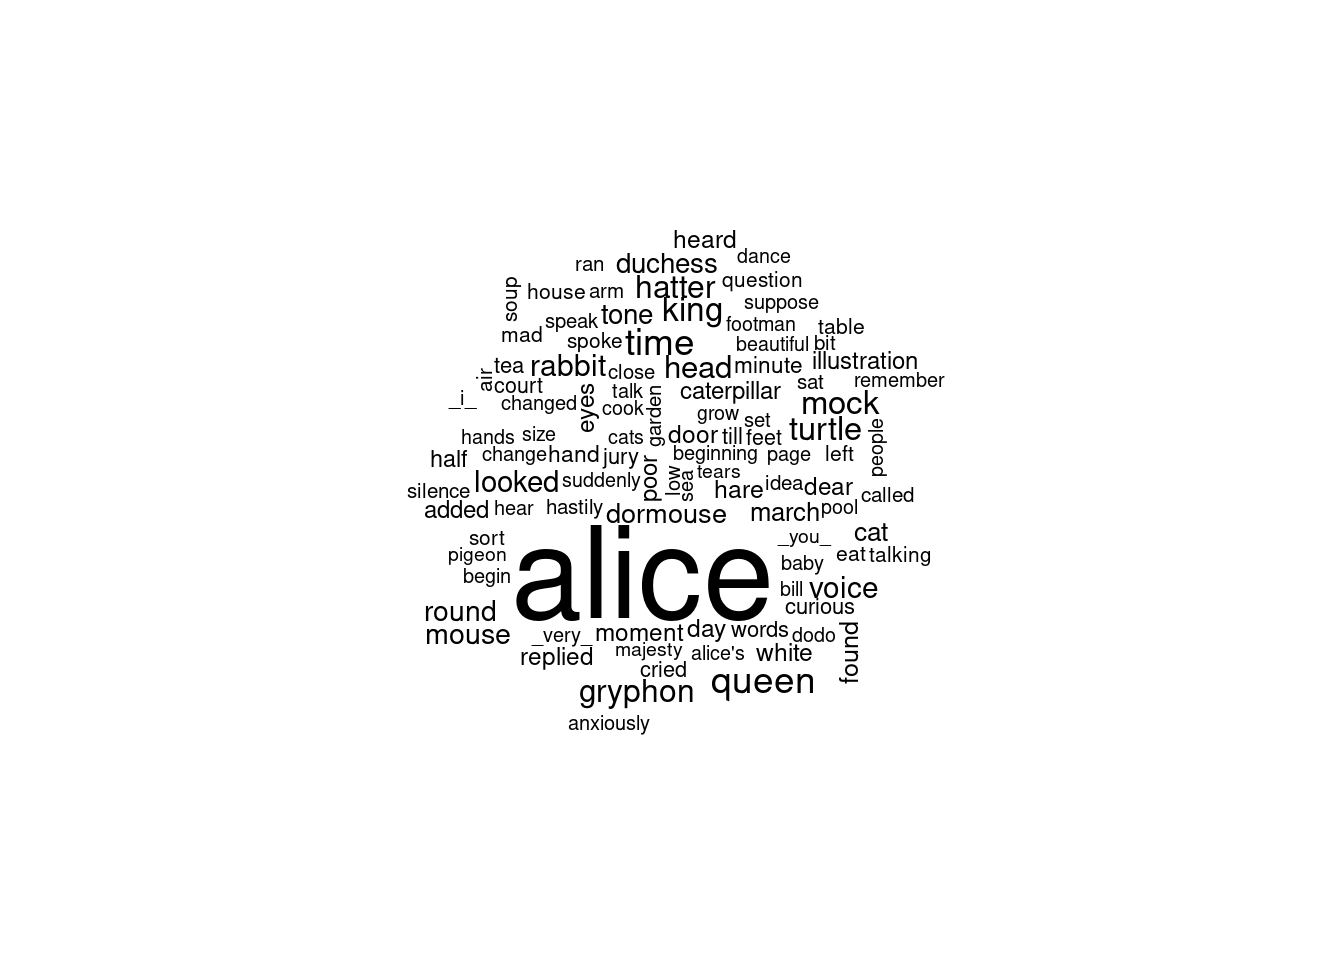 heard
ran duchess dance
soup house arm hatter question
mad speak tone king suppose
spoke time footman table
beautiful bit
air tea rabbit close head minute illustration
court talk caterpillar sat remember
_i_ changed eyes cook garden grow set mock
hands size cats door till feet turtle people
half change hand jury poor beginning page left
silence looked suddenly low sea tears hare idea dear called
added hear hastily dormouse march pool
sort alice _you_ cat
pigeon baby eat talking
begin bill voice
round curious
mouse _very_ moment day words dodo found
replied majesty alice's white
cried
gryphon queen
anxiously